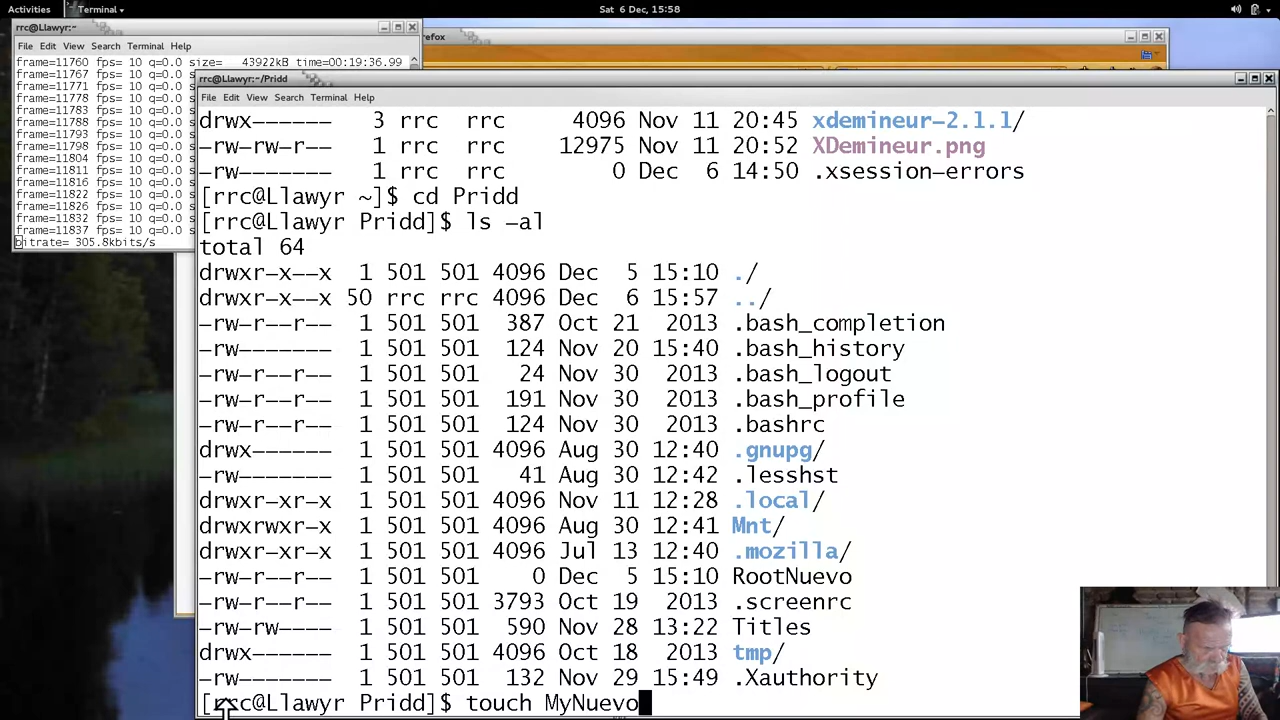 Activities Terminal Sat 6 Dec, 15:58
rrc@Llawyr:~
File Edit View Search Terminal Help
frame=11760 fps= 10 q=0.0 size= 43922kB time=00:19:36.99
frame=11767 fps= 10 q=0.0 s
frame=11771 fps= 10 q=0.0 s
frame=11778 fps= 10 q=0.0 s
frame=11783 fps= 10 q=0.0 s
frame=11788 fps= 10 q=0.0 s
frame=11793 fps= 10 q=0.0 s
frame=11798 fps= 10 q=0.0 s
frame=11804 fps= 10 q=0.0 s
frame=11811 fps= 10 q=0.0 s
frame=11816 fps= 10 q=0.0 s
frame=11822 fps= 10 q=0.0 s
frame=11826 fps= 10 q=0.0 s
frame=11832 fps= 10 q=0.0 s
frame=11837 fps= 10 q=0.0 s
bitrate= 305.8kbits/s
efox
rrc@Llawyr:~/Pridd
File Edit View Search Terminal Help
drwx------ 3 rrc rrc 4096 Nov 11 20:45 xdemineur-2.1.1/
-rw-rw-r-- 1 rrc rrc 12975 Nov 11 20:52 XDemineur.png
-rw------- 1 rrc rrc 0 Dec 6 14:50 .xsession-errors
[rrc@Llawyr ~]$ cd Pridd
[rrc@Llawyr Pridd]$ ls -al
total 64
drwxr-x--x 1 501 501 4096 Dec 5 15:10 ./
drwxr-x--x 50 rrc rrc 4096 Dec 6 15:57 ../
-rw-r--r-- 1 501 501 387 Oct 21 2013 .bash_completion
-rw------- 1 501 501 124 Nov 20 15:40 .bash_history
-rw-r--r-- 1 501 501 24 Nov 30 2013 .bash_logout
-rw-r--r-- 1 501 501 191 Nov 30 2013 .bash_profile
-rw-r--r-- 1 501 501 124 Nov 30 2013 .bashrc
drwx------ 1 501 501 4096 Aug 30 12:40 .gnupg/
-rw------- 1 501 501 41 Aug 30 12:42 .lesshst
drwxr-xr-x 1 501 501 4096 Nov 11 12:28 .local/
drwxrwxr-x 1 501 501 4096 Aug 30 12:41 Mnt/
drwxr-xr-x 1 501 501 4096 Jul 13 12:40 .mozilla/
-rw-r--r-- 1 501 501 0 Dec 5 15:10 RootNuevo
-rw-r--r-- 1 501 501 3793 Oct 19 2013 .screenrc
-rw-rw---- 1 501 501 590 Nov 28 13:22 Titles
drwx------ 1 501 501 4096 Oct 18 2013 tmp/
-rw------- 1 501 501 132 Nov 29 15:49 .Xauthority
[rrc@Llawyr Pridd]$ touch MyNuevo